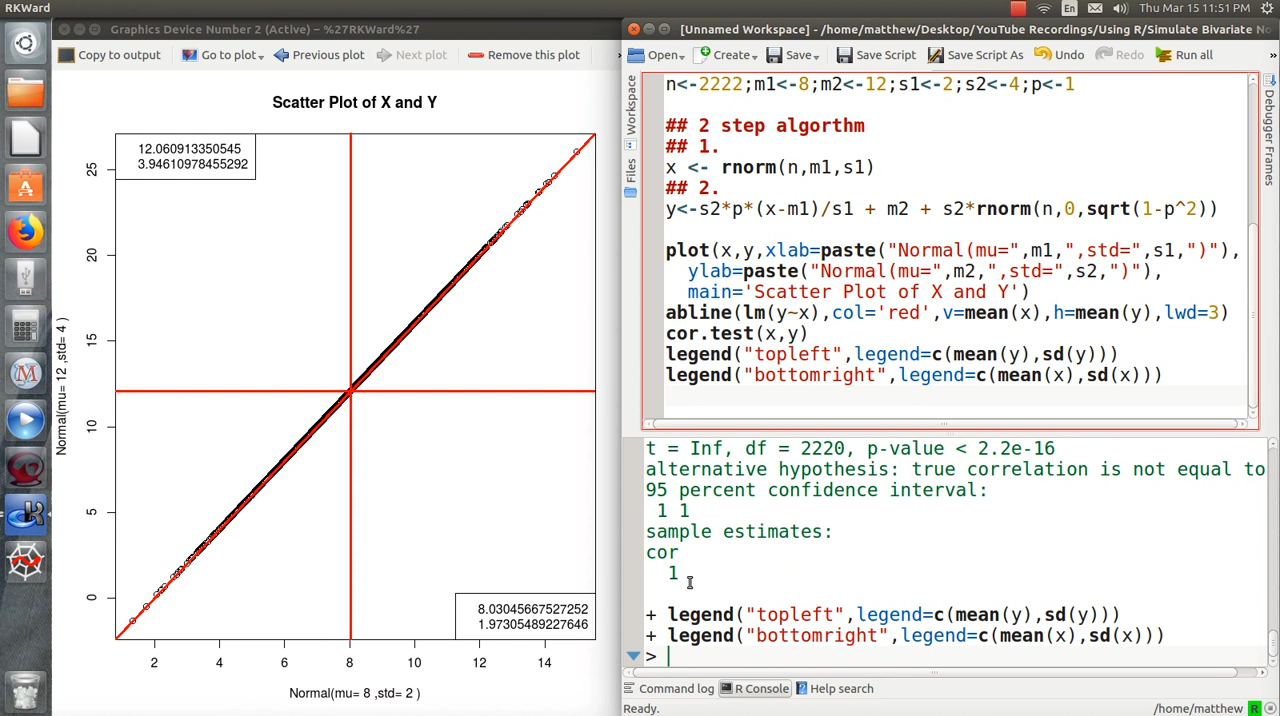 RKWard
En
Thu Mar 15 11:51 PM
Graphics Device Number 2 (Active) – %27RKWard%27
Copy to output
Go to plot
Previous plot
Next plot
Remove this plot
Scatter Plot of X and Y
12.060913350545
3.94610978455292
25
20
15
10
5
0
Normal(mu= 12 ,std= 4 )
8.03045667527252
1.97305489227646
2 4 6 8 10 12 14
Normal(mu= 8 ,std= 2 )
[Unnamed Workspace] - /home/matthew/Desktop/YouTube Recordings/Using R/Simulate Bivariate No
Open
Create
Save
Save Script
Save Script As
Undo
Redo
Run all
»
Workspace
Files
Debugger Frames
n<-2222;m1<-8;m2<-12;s1<-2;s2<-4;p<-1
## 2 step algorthm
## 1.
x <- rnorm(n,m1,s1)
## 2.
y<-s2*p*(x-m1)/s1 + m2 + s2*rnorm(n,0,sqrt(1-p^2))
plot(x,y,xlab=paste("Normal(mu=",m1,",std=",s1,")"),
ylab=paste("Normal(mu=",m2,",std=",s2,")"),
main='Scatter Plot of X and Y')
abline(lm(y~x),col='red',v=mean(x),h=mean(y),lwd=3)
cor.test(x,y)
legend("topleft",legend=c(mean(y),sd(y)))
legend("bottomright",legend=c(mean(x),sd(x)))
t = Inf, df = 2220, p-value < 2.2e-16
alternative hypothesis: true correlation is not equal to
95 percent confidence interval:
1 1
sample estimates:
cor
1
+ legend("topleft",legend=c(mean(y),sd(y)))
+ legend("bottomright",legend=c(mean(x),sd(x)))
>
Command log
R Console
Help search
Ready.
/home/matthew
R